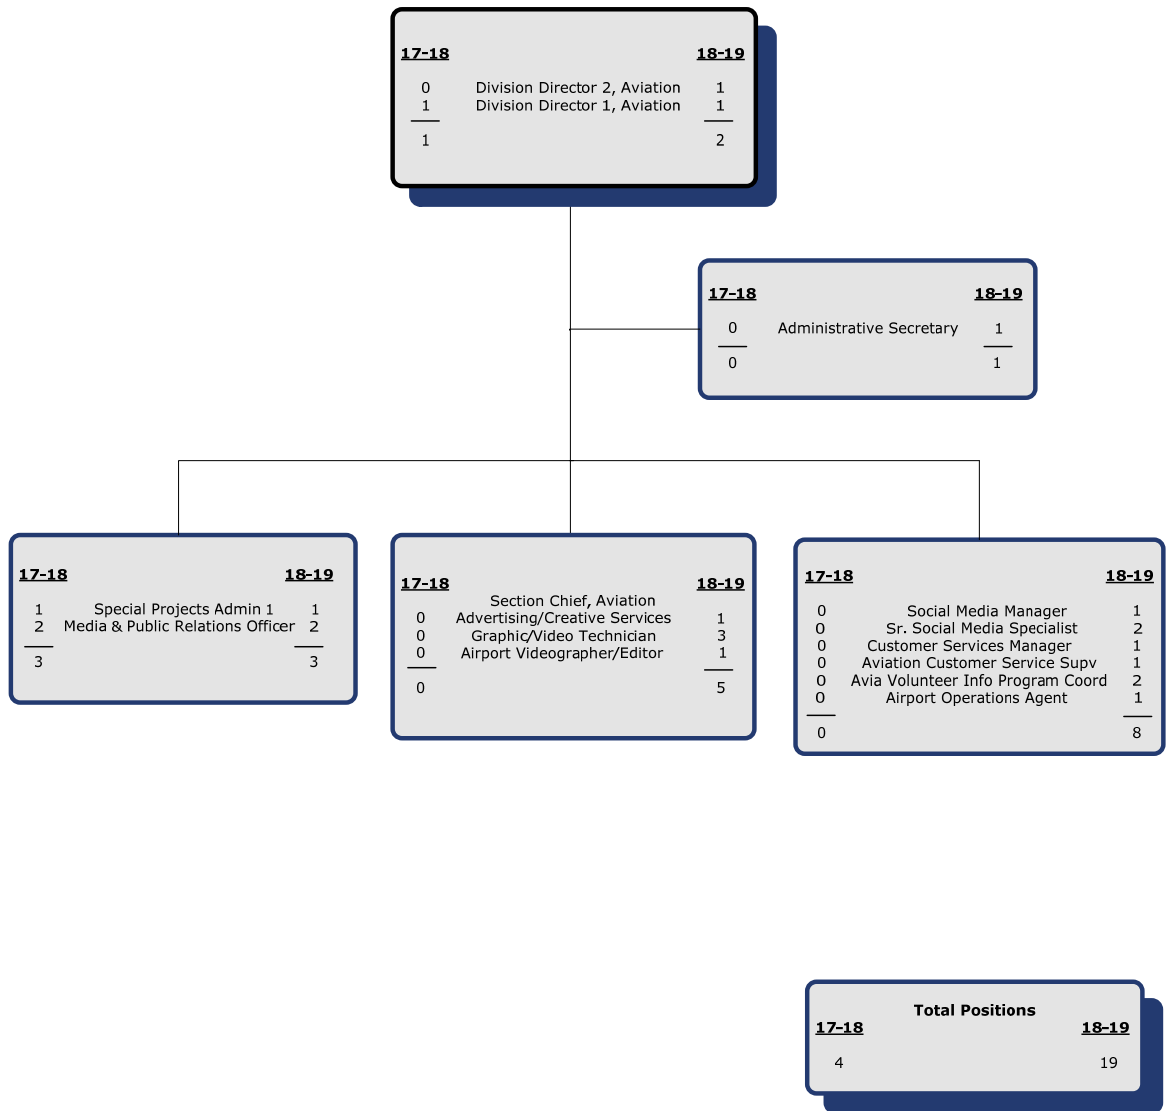 17-18 18-19
0 Division Director 2, Aviation 1
1 Division Director 1, Aviation 1
1 2
17-18 18-19
0 Administrative Secretary 1
0 1
17-18 18-19
1 Special Projects Admin 1 1
2 Media & Public Relations Officer 2
3 3
17-18 18-19
Section Chief, Aviation
0 Advertising/Creative Services 1
0 Graphic/Video Technician 3
0 Airport Videographer/Editor 1
0 5
17-18 18-19
0 Social Media Manager 1
0 Sr. Social Media Specialist 2
0 Customer Services Manager 1
0 Aviation Customer Service Supv 1
0 Avia Volunteer Info Program Coord 2
0 Airport Operations Agent 1
0 8
Total Positions
17-18 18-19
4 19